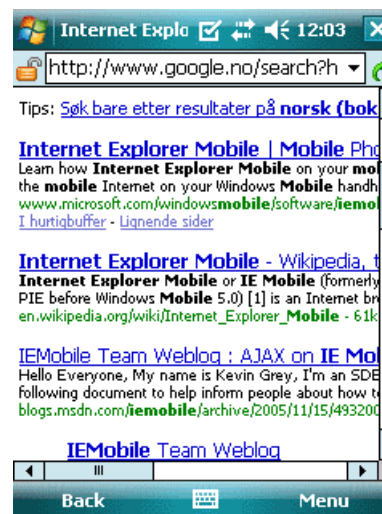 Internet Explo 12:03
http://www.google.no/search?h
Tips: Søk bare etter resultater på norsk (bok
Internet Explorer Mobile | Mobile Pho
Learn how Internet Explorer Mobile on your mol
the mobile Internet on your Windows Mobile handh
www.microsoft.com/windowsmobile/software/iemol
I hurtigbuffer - Lignende sider
Internet Explorer Mobile - Wikipedia, t
Internet Explorer Mobile or IE Mobile (formerly
PIE before Windows Mobile 5.0) [1] is an Internet br
en.wikipedia.org/wiki/Internet_Explorer_Mobile - 61k
IEMobile Team Weblog : AJAX on IE Mol
Hello Everyone, My name is Kevin Grey, I'm an SDE
following document to help inform people about how t
blogs.msdn.com/iemobile/archive/2005/11/15/493200
IEMobile Team Weblog
Back Menu